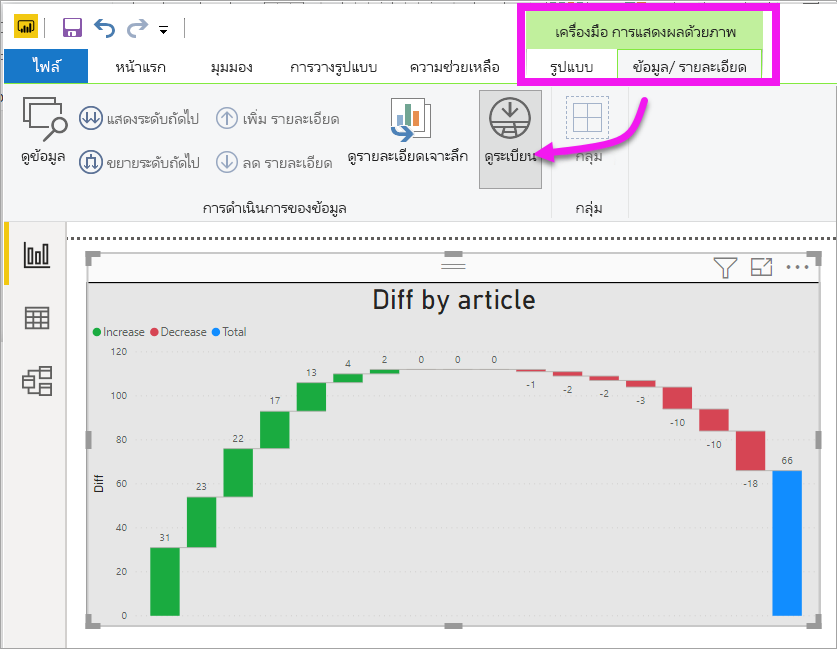 เครื่องมือ การแสดงผลด้วยภาพ
ไฟล์ หน้าแรก มุมมอง การวางรูปแบบ ความช่วยเหลือ รูปแบบ ข้อมูล/ รายละเอียด
ดูข้อมูล
แสดงระดับถัดไป
ขยายระดับถัดไป
เพิ่ม รายละเอียด
ลด รายละเอียด
ดูรายละเอียดเจาะลึก
ดูระเบียน
กลุ่ม
การดำเนินการของข้อมูล
กลุ่ม
Diff by article
Increase Decrease Total
120
100
80
60
40
20
0
Diff
31
23
22
17
13
4
2
0
0
0
-1
-2
-2
-3
-10
-10
-18
66